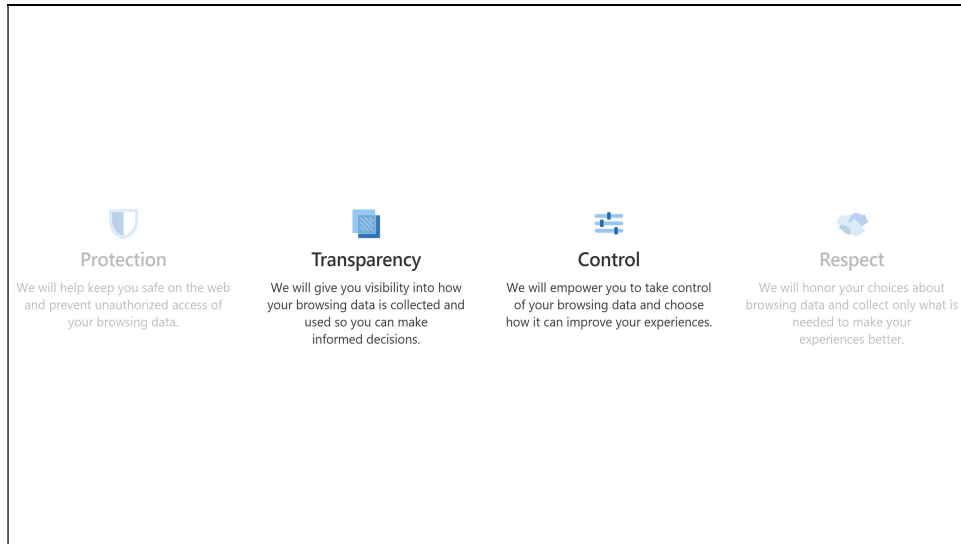 Protection
We will help keep you safe on the web
and prevent unauthorized access of
your browsing data.
Transparency
We will give you visibility into how
your browsing data is collected and
used so you can make
informed decisions.
Control
We will empower you to take control
of your browsing data and choose
how it can improve your experiences.
Respect
We will honor your choices about
browsing data and collect only what is
needed to make your
experiences better.